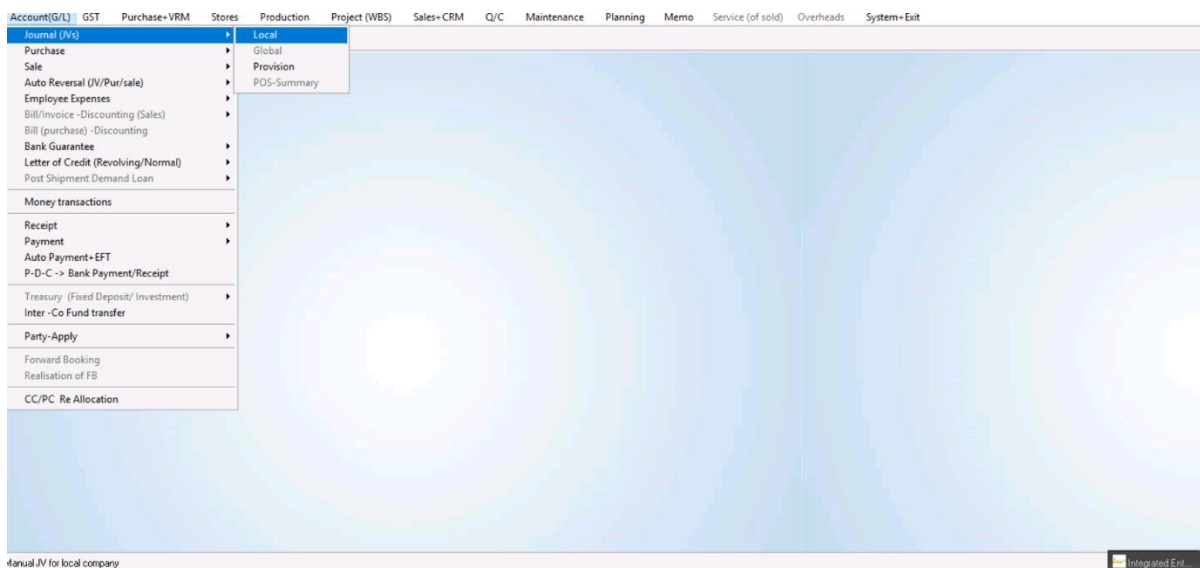 Account(G/L) GST Purchase+VRM Stores Production Project (WBS) Sales+CRM Q/C Maintenance Planning Memo Service (of sold) Overheads System+Exit
Journal (JVs) Local
Purchase Global
Sale Provision
Auto Reversal (JV/Pur/sale) POS-Summary
Employee Expenses
Bill/Invoice -Discounting (Sales)
Bill (purchase) -Discounting
Bank Guarantee
Letter of Credit (Revolving/Normal)
Post Shipment Demand Loan
Money transactions
Receipt
Payment
Auto Payment+EFT
P-D-C -> Bank Payment/Receipt
Treasury (Fixed Deposit/ Investment)
Inter -Co Fund transfer
Party-Apply
Forward Booking
Realisation of FB
CC/PC Re Allocation
Manual JV for local company
Integrated Ent...